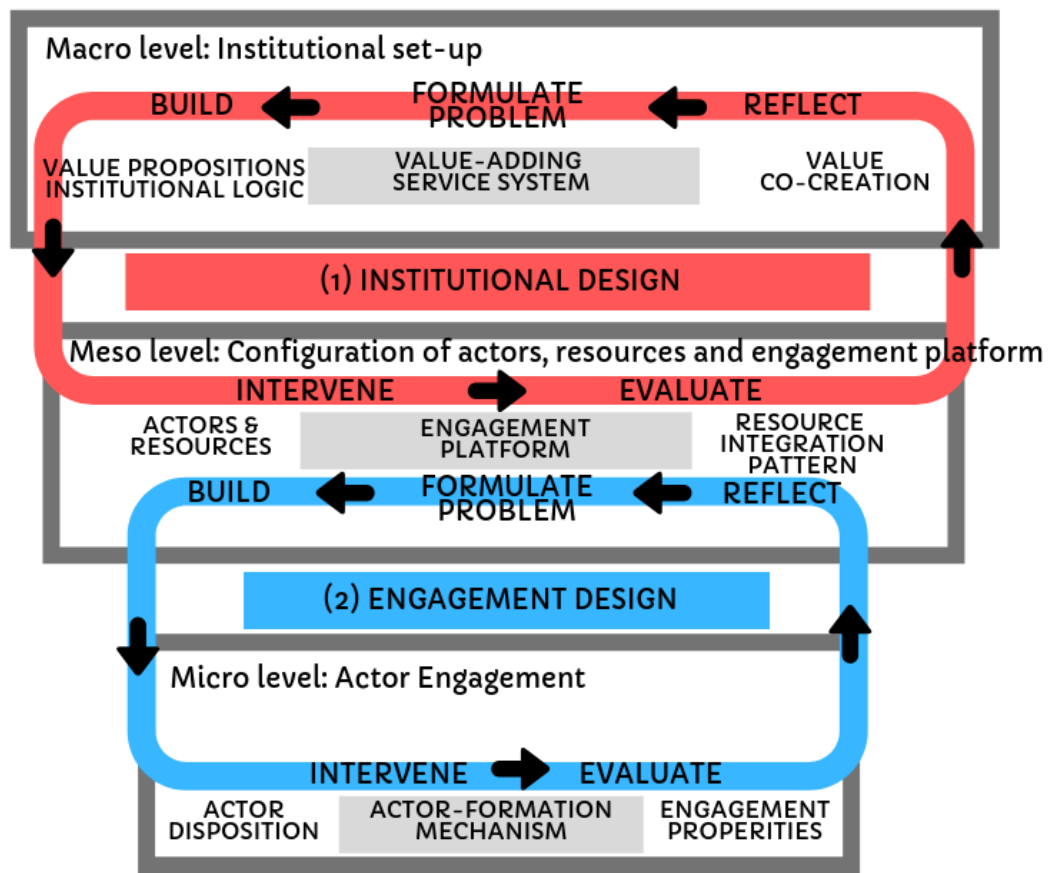 Macro level: Institutional set-up
BUILD
FORMULATE
PROBLEM
REFLECT
VALUE PROPOSITIONS
INSTITUTIONAL LOGIC
VALUE-ADDING
SERVICE SYSTEM
VALUE
CO-CREATION
(1) INSTITUTIONAL DESIGN
Meso level: Configuration of actors, resources and engagement platform
INTERVENE
EVALUATE
ACTORS &
RESOURCES
ENGAGEMENT
PLATFORM
RESOURCE
INTEGRATION
PATTERN
BUILD
FORMULATE
PROBLEM
REFLECT
(2) ENGAGEMENT DESIGN
Micro level: Actor Engagement
INTERVENE
EVALUATE
ACTOR
DISPOSITION
ACTOR-FORMATION
MECHANISM
ENGAGEMENT
PROPERITIES